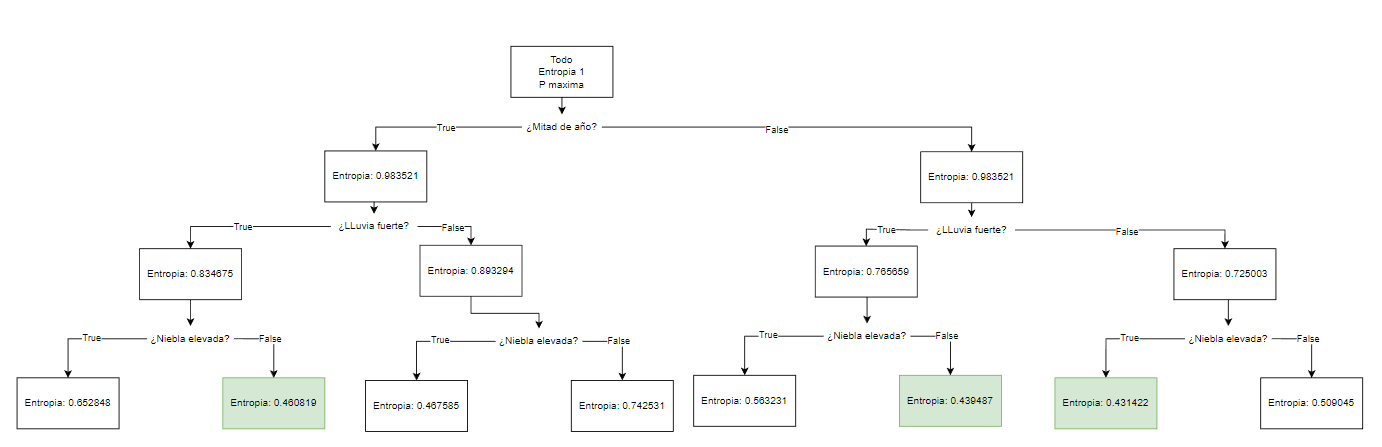 Todo
Entropia 1
P maxima
True
¿Mitad de año?
False
Entropia: 0.983521
Entropia: 0.983521
True
¿LLuvia fuerte?
False
True
¿LLuvia fuerte?
False
Entropia: 0.834675
Entropia: 0.893294
Entropia: 0.765659
Entropia: 0.725003
True
¿Niebla elevada?
False
True
¿Niebla elevada?
False
True
¿Niebla elevada?
False
True
¿Niebla elevada?
False
Entropia: 0.652848
Entropia: 0.460819
Entropia: 0.467585
Entropia: 0.742531
Entropia: 0.563231
Entropia: 0.439487
Entropia: 0.431422
Entropia: 0.509045